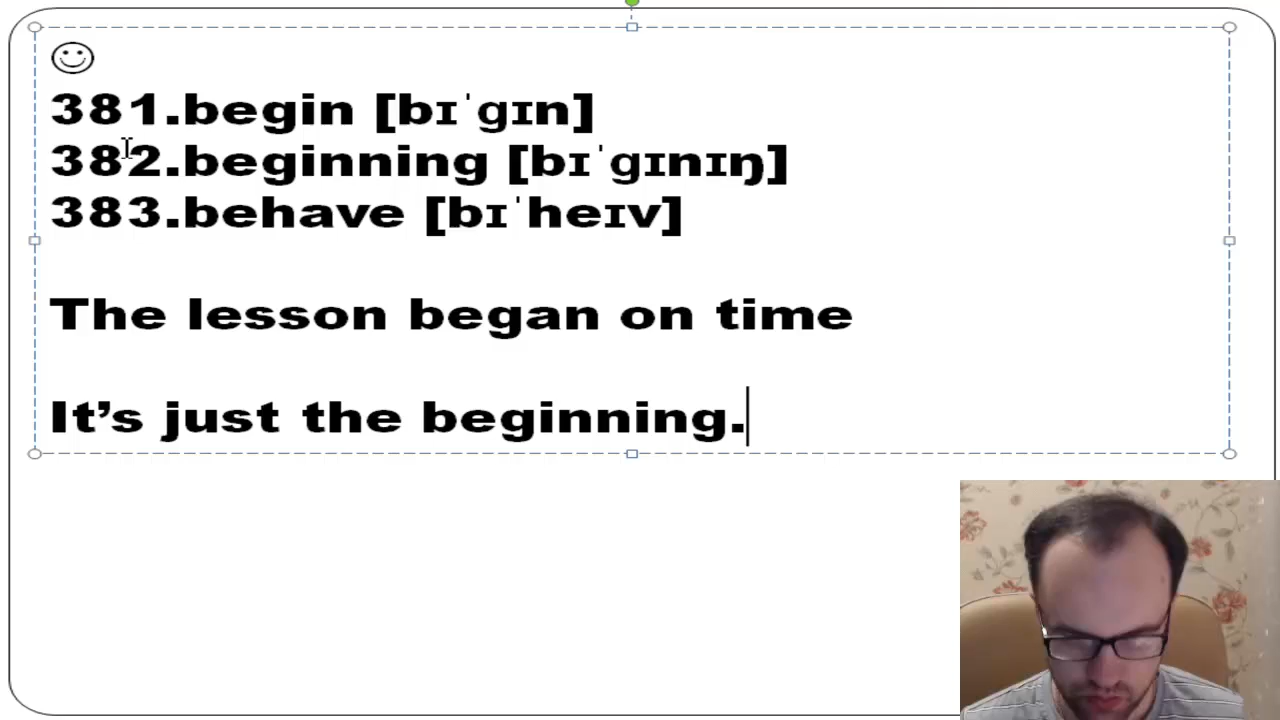 381.begin [bɪˈgɪn]
382.beginning [bɪˈgɪnɪŋ]
383.behave [bɪˈheɪv]
The lesson began on time
It’s just the beginning.